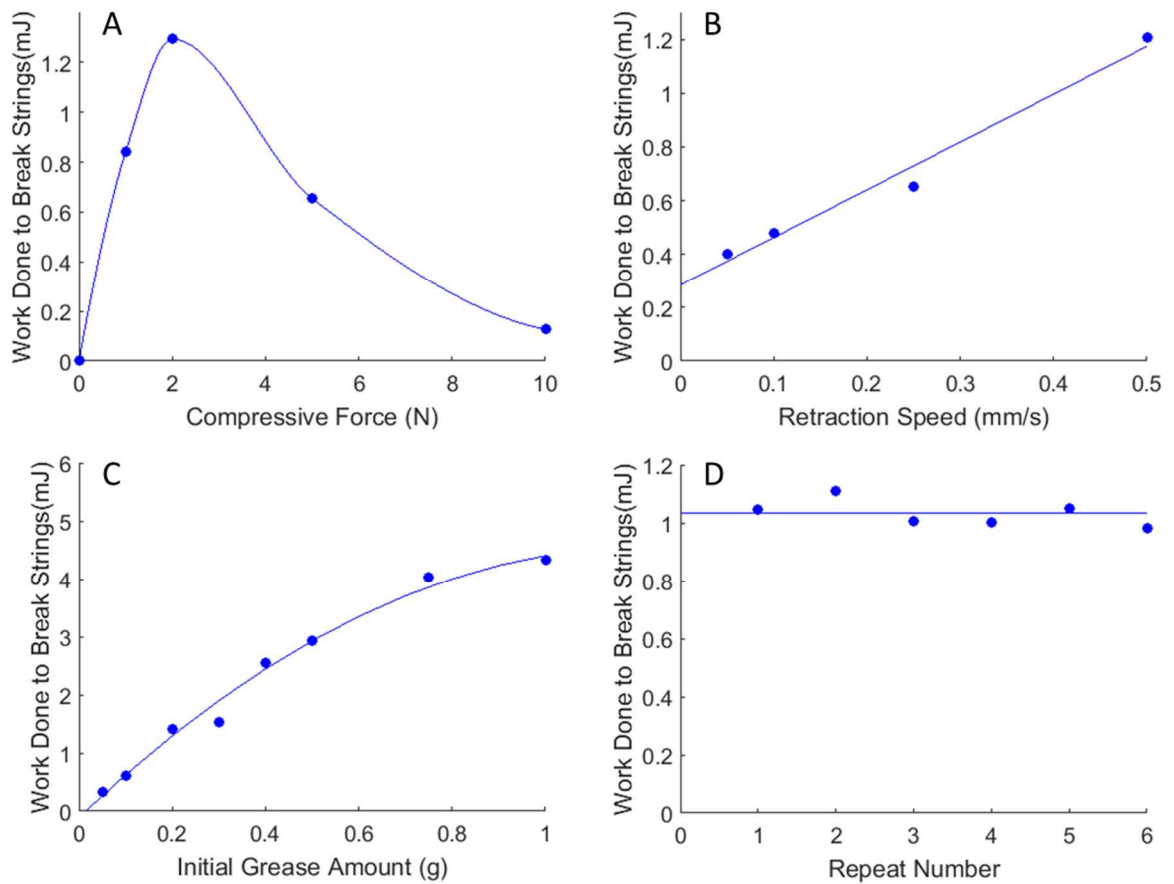 A
Work Done to Break Strings(mJ)
1.2
1
0.8
0.6
0.4
0.2
0
0 2 4 6 8 10
Compressive Force (N)
B
Work Done to Break Strings(mJ)
1.2
1
0.8
0.6
0.4
0.2
0
0 0.1 0.2 0.3 0.4 0.5
Retraction Speed (mm/s)
C
Work Done to Break Strings(mJ)
6
5
4
3
2
1
0
0 0.2 0.4 0.6 0.8 1
Initial Grease Amount (g)
D
Work Done to Break Strings(mJ)
1.2
1
0.8
0.6
0.4
0.2
0
0 1 2 3 4 5 6
Repeat Number